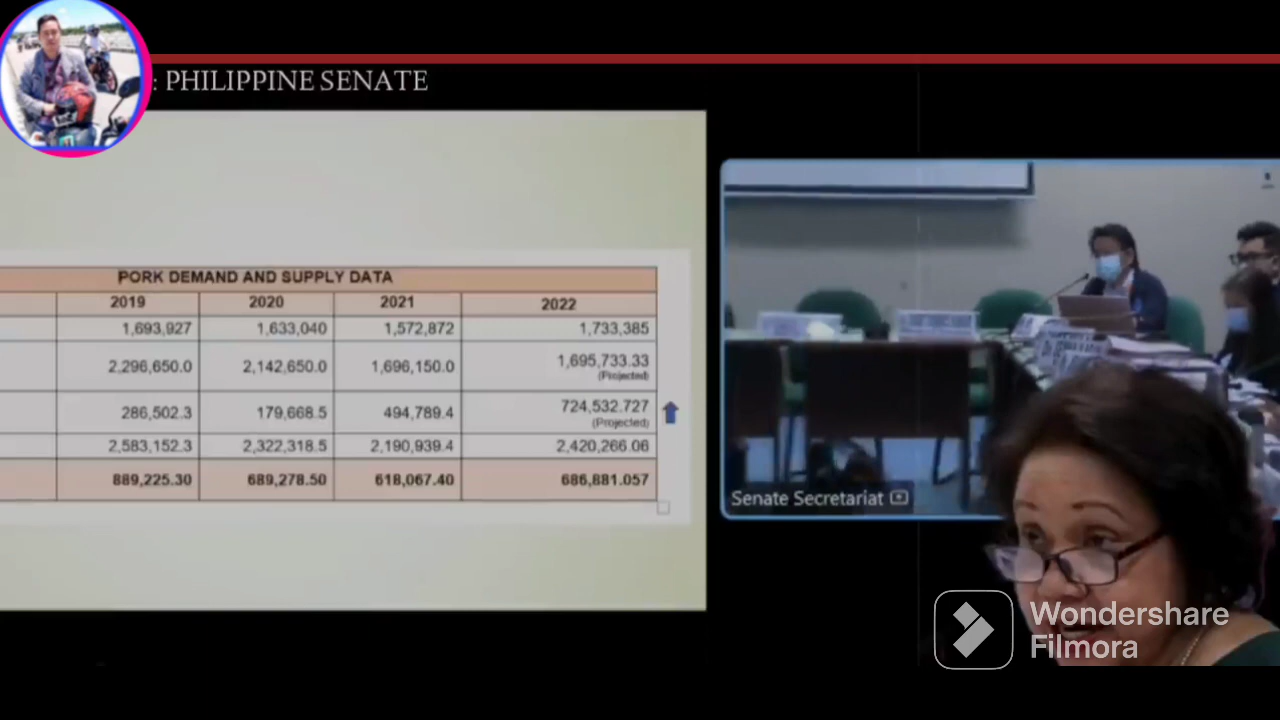 : PHILIPPINE SENATE
PORK DEMAND AND SUPPLY DATA
2019 2020 2021 2022
1,693,927 1,633,040 1,572,872 1,733,385
2,296,650.0 2,142,650.0 1,696,150.0 1,695,733.33
(Projected)
286,502.3 179,668.5 494,789.4 724,532.727
(Projected)
2,583,152.3 2,322,318.5 2,190,939.4 2,420,266.06
889,225.30 689,278.50 618,067.40 686,881.057
Senate Secretariat
Wondershare
Filmora